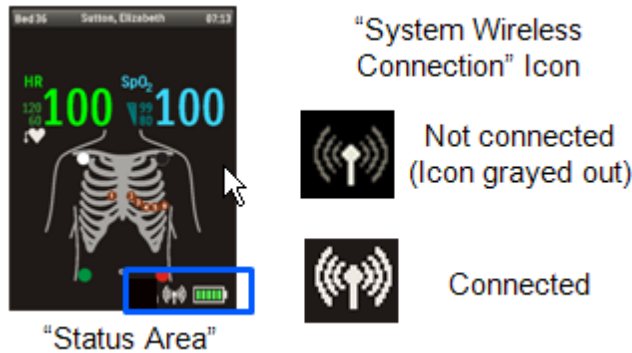 Bed 36 Sutton, Elizabeth 07:13
HR
120
60
100
SpO2
99
80
100
"Status Area"
"System Wireless
Connection" Icon
Not connected
(Icon grayed out)
Connected